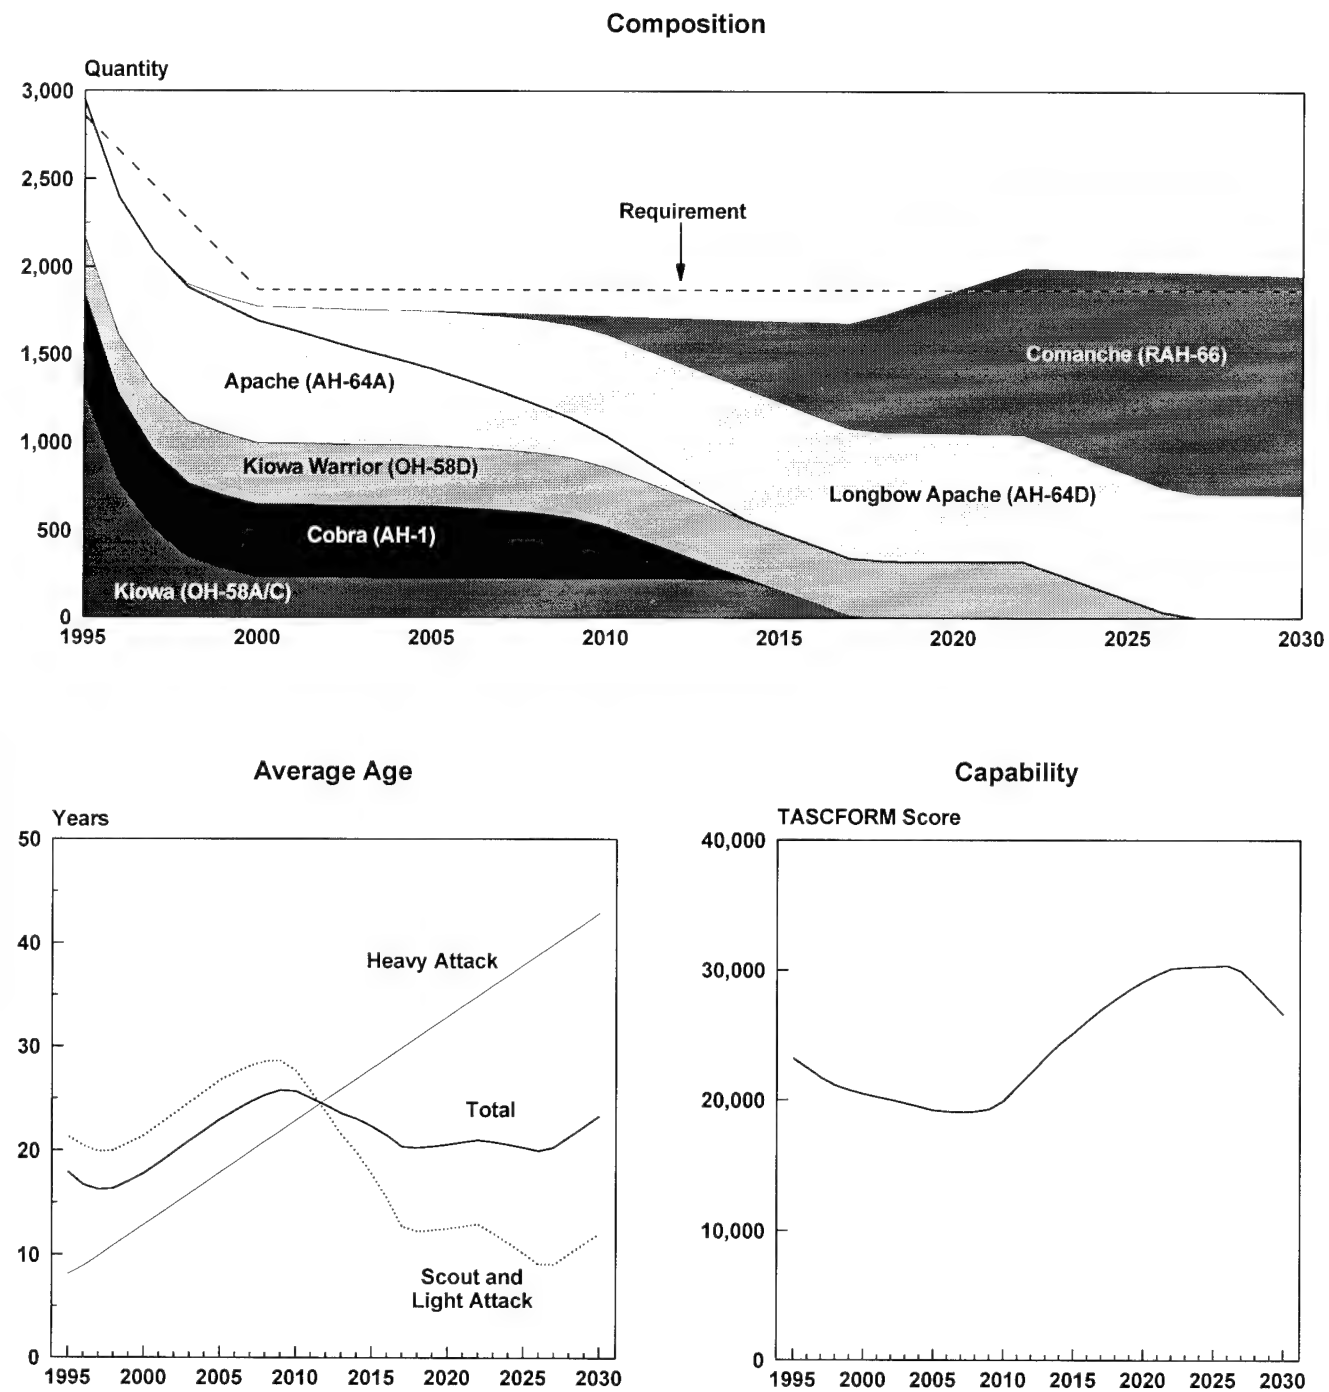 Composition
Quantity
3,000
2,500
2,000
1,500
1,000
500
0
Requirement
Comanche (RAH-66)
Apache (AH-64A)
Kiowa Warrior (OH-58D)
Longbow Apache (AH-64D)
Cobra (AH-1)
Kiowa (OH-58A/C)
1995 2000 2005 2010 2015 2020 2025 2030
Average Age
Years
50
40
30
20
10
0
Heavy Attack
Total
Scout and
Light Attack
1995 2000 2005 2010 2015 2020 2025 2030
Capability
TASCFORM Score
40,000
30,000
20,000
10,000
0
1995 2000 2005 2010 2015 2020 2025 2030